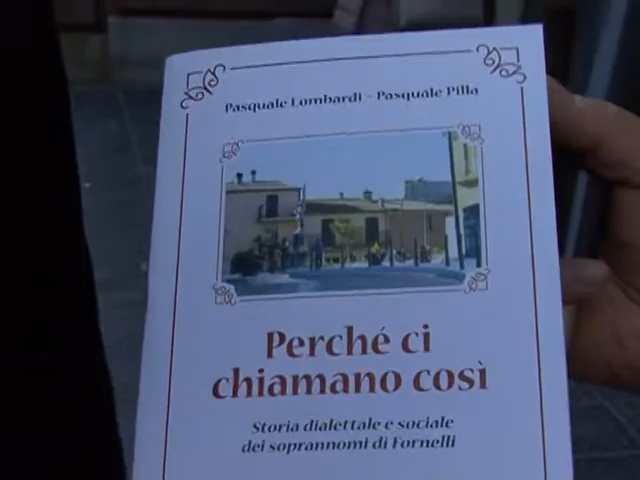 Pasquale Lombardi - Pasquale Pilla
Perché ci
chiamano così
Storia dialettale e sociale
dei soprannomi di Fornelli